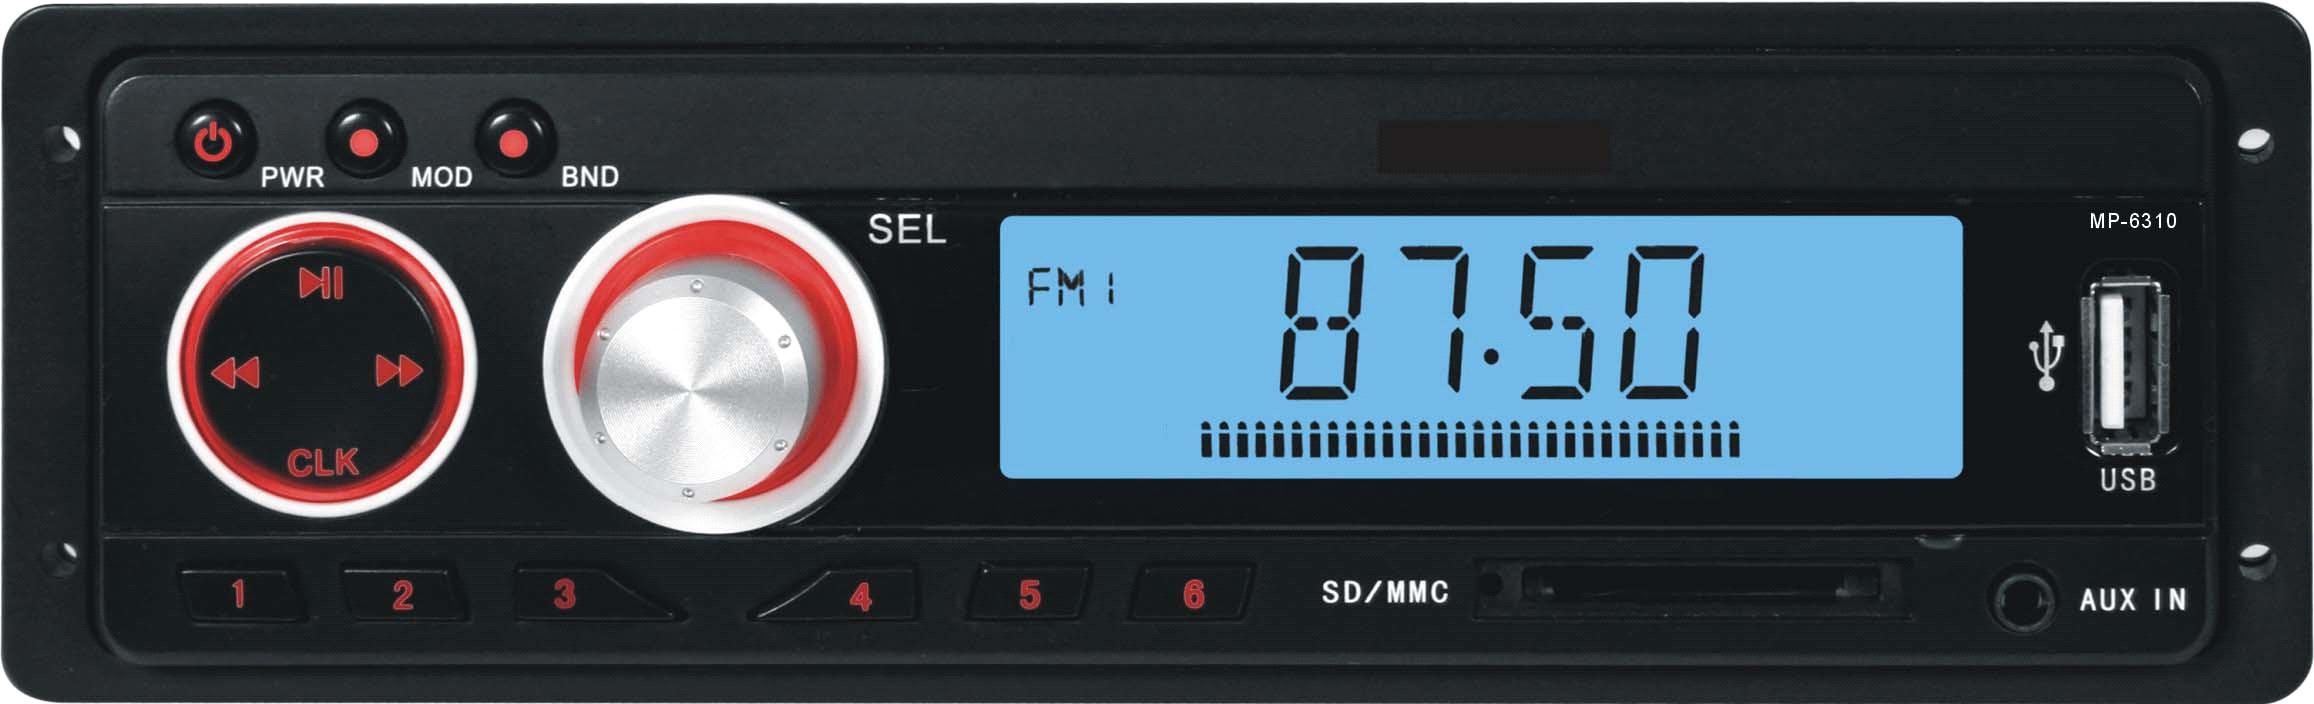 PWR
MOD
BND
SEL
MP-6310
FM1
87.50
CLK
USB
1
2
3
4
5
6
SD/MMC
AUX IN